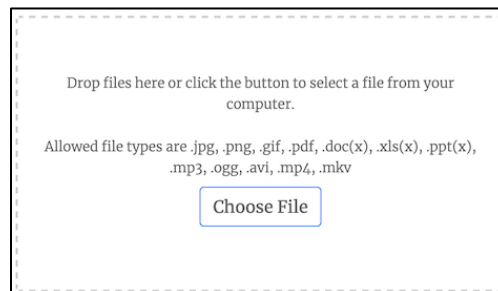 Drop files here or click the button to select a file from your
computer.
Allowed file types are .jpg, .png, .gif, .pdf, .doc(x), .xls(x), .ppt(x),
.mp3, .ogg, .avi, .mp4, .mkv
Choose File